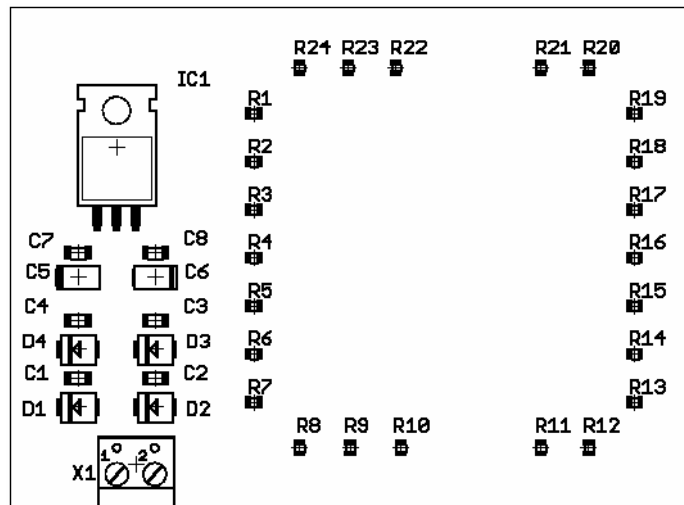 R24 R23 R22 R21 R20
IC1
R1 R19
R2 R18
R3 R17
C7 C8 R4 R16
C5 C6
C4 C3 R5 R15
D4 D3 R6 R14
C1 C2 R7 R13
D1 D2
R8 R9 R10 R11 R12
1 2
X1